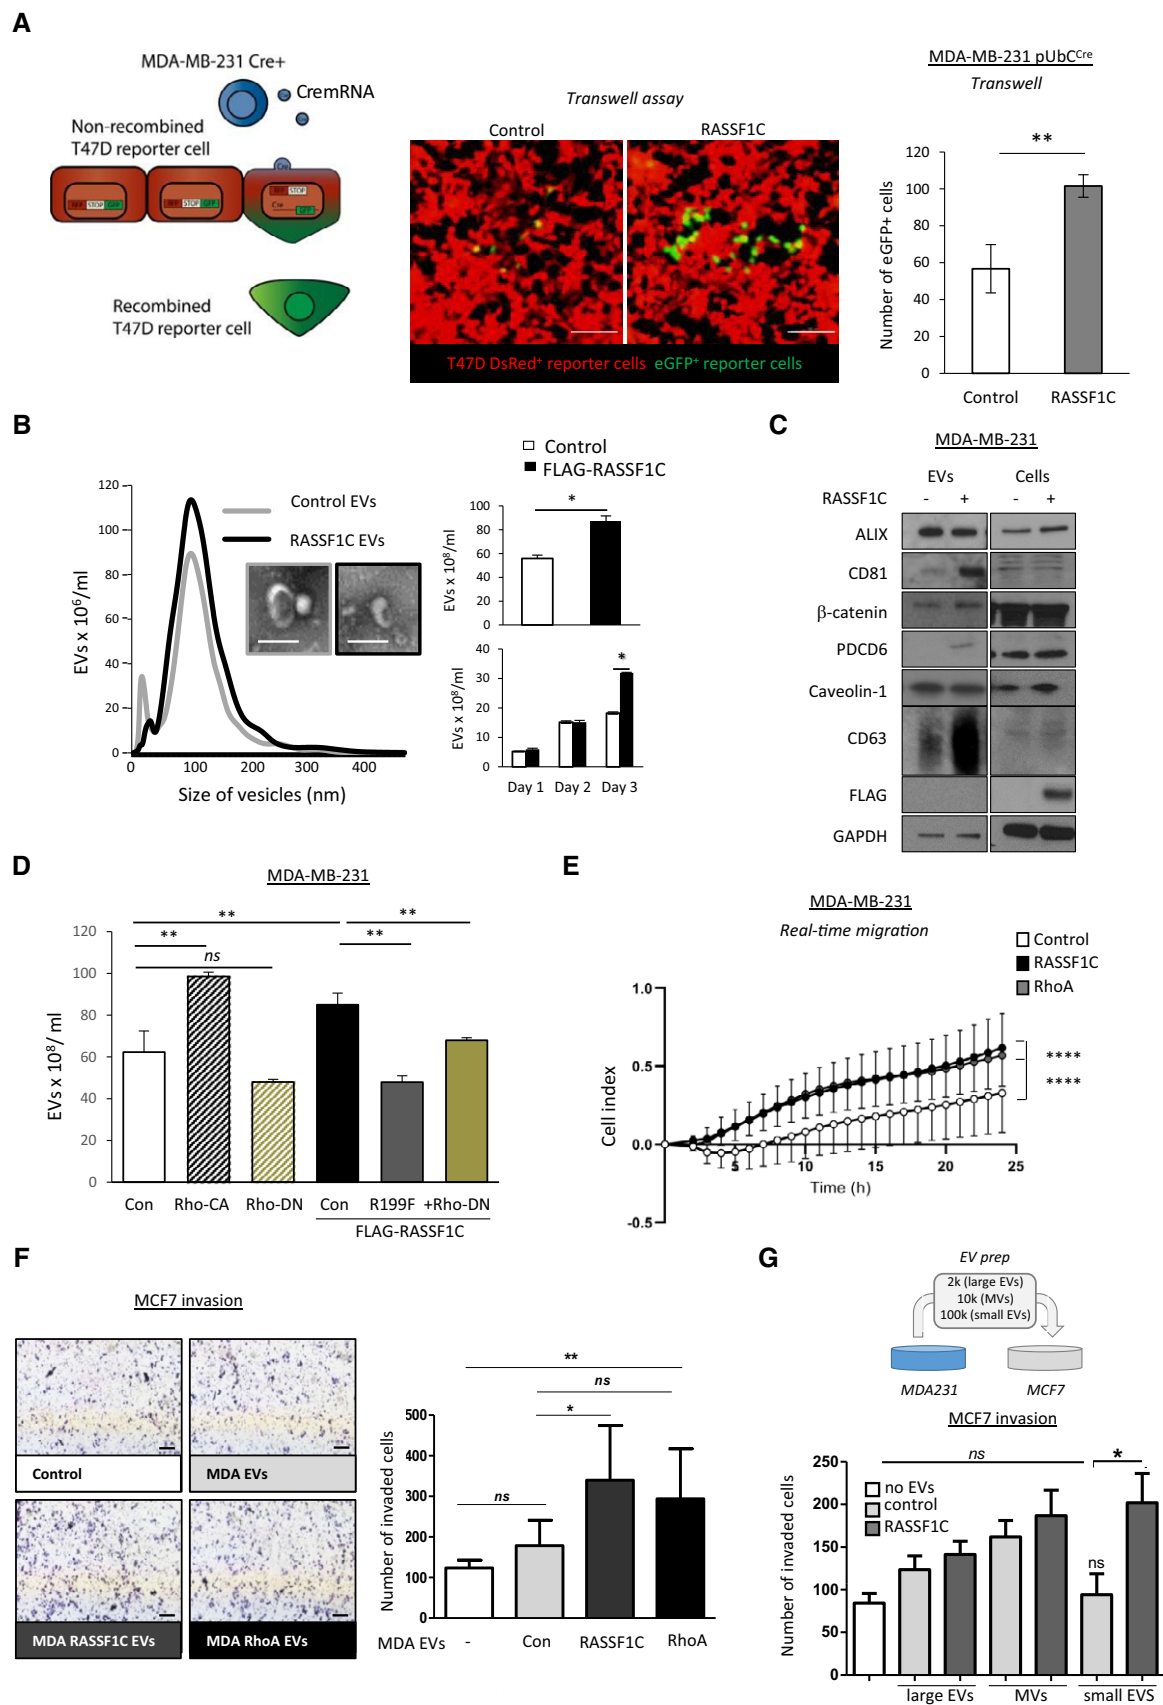 A
MDA-MB-231 Cre+
CremRNA
Non-recombined
T47D reporter cell
Cre
RFP STOP GFP
RFP STOP GFP
RFP STOP
Cre
GFP
Recombined
T47D reporter cell
Transwell assay
Control
RASSF1C
T47D DsRed+ reporter cells eGFP+ reporter cells
MDA-MB-231 pUbCCre
Transwell
**
Number of eGFP+ cells
120
100
80
60
40
20
0
Control
RASSF1C
B
Control
FLAG-RASSF1C
EVs x 10⁶/ml
120
100
80
60
40
20
0
Control EVs
RASSF1C EVs
0
100
200
300
400
Size of vesicles (nm)
EVs x 10⁸/ml
100
80
60
40
20
0
*
EVs x 10⁸/ml
40
30
20
10
0
*
Day 1
Day 2
Day 3
C
MDA-MB-231
EVs
Cells
RASSF1C - + - +
ALIX
CD81
β-catenin
PDCD6
Caveolin-1
CD63
FLAG
GAPDH
D
MDA-MB-231
EVs x 10⁸/ ml
120
100
80
60
40
20
0
**
**
ns
**
**
Con
Rho-CA
Rho-DN
Con
R199F
+Rho-DN
FLAG-RASSF1C
E
MDA-MB-231
Real-time migration
Control
RASSF1C
RhoA
Cell index
1.0
0.5
0.0
-0.5
5
10
15
20
25
Time (h)
****
****
F
MCF7 invasion
Control
MDA EVs
MDA RASSF1C EVs
MDA RhoA EVs
Number of invaded cells
500
400
300
200
100
0
**
ns
*
ns
MDA EVs
-
Con
RASSF1C
RhoA
G
EV prep
2k (large EVs)
10k (MVs)
100k (small EVs)
MDA231
MCF7
MCF7 invasion
ns
*
no EVs
control
RASSF1C
Number of invaded cells
250
200
150
100
50
0
ns
large EVs
MVs
small EVS